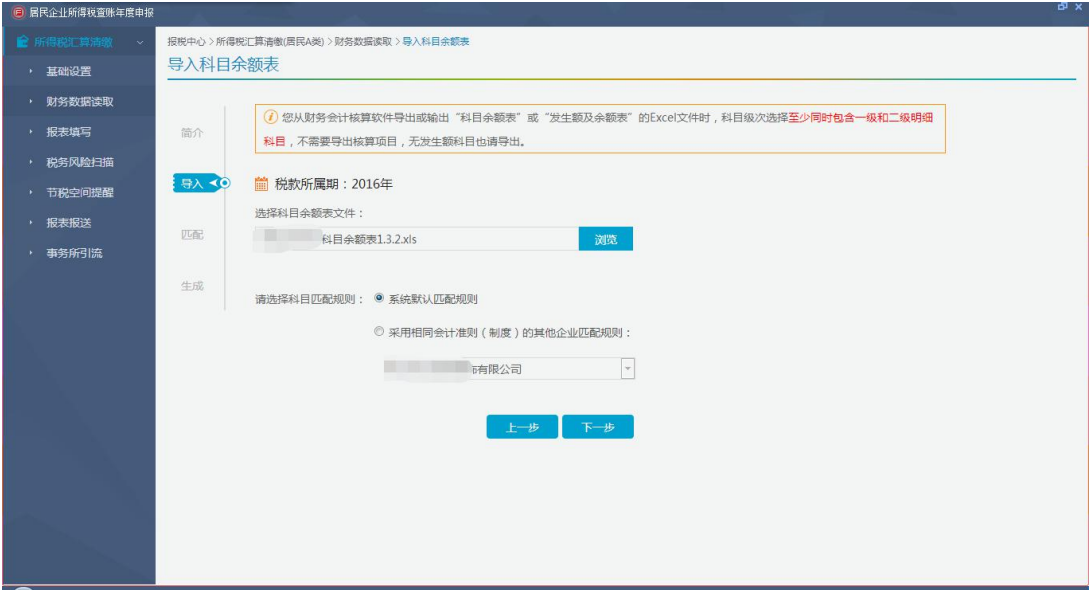 居民企业所得税查账年度申报
所得税汇算清缴
基础设置
财务数据读取
报表填写
税务风险扫描
节税空间提醒
报表报送
事务所引流
报税中心 > 所得税汇算清缴(居民A类) > 财务数据读取 > 导入科目余额表
导入科目余额表
简介
导入
匹配
生成
您从财务会计核算软件导出或输出“科目余额表”或“发生额及余额表”的Excel文件时，科目级次选择至少同时包含一级和二级明细
科目，不需要导出核算项目，无发生额科目也请导出。
税款所属期：2016年
选择科目余额表文件：
科目余额表1.3.2.xls
浏览
请选择科目匹配规则：
系统默认匹配规则
采用相同会计准则（制度）的其他企业匹配规则：
有限公司
上一步
下一步